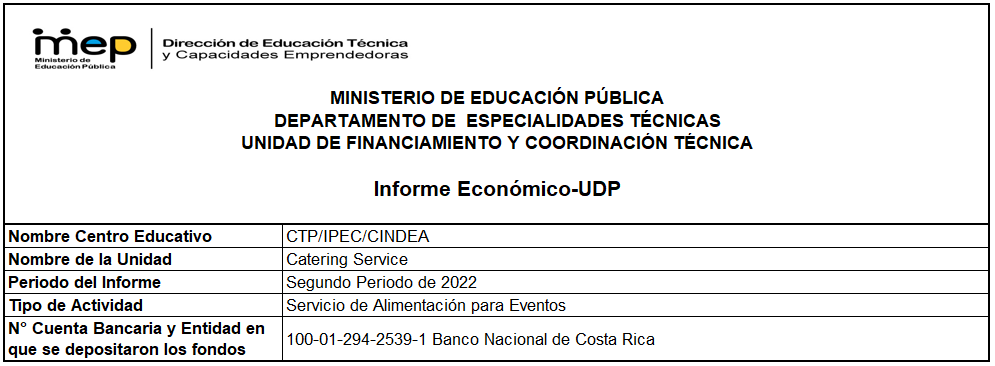 mep
Ministerio de
Educación Pública
Dirección de Educación Técnica
y Capacidades Emprendedoras
MINISTERIO DE EDUCACIÓN PÚBLICA
DEPARTAMENTO DE ESPECIALIDADES TÉCNICAS
UNIDAD DE FINANCIAMIENTO Y COORDINACIÓN TÉCNICA
Informe Económico-UDP
Nombre Centro Educativo CTP/IPEC/CINDEA
Nombre de la Unidad Catering Service
Periodo del Informe Segundo Periodo de 2022
Tipo de Actividad Servicio de Alimentación para Eventos
N° Cuenta Bancaria y Entidad en
que se depositaron los fondos 100-01-294-2539-1 Banco Nacional de Costa Rica